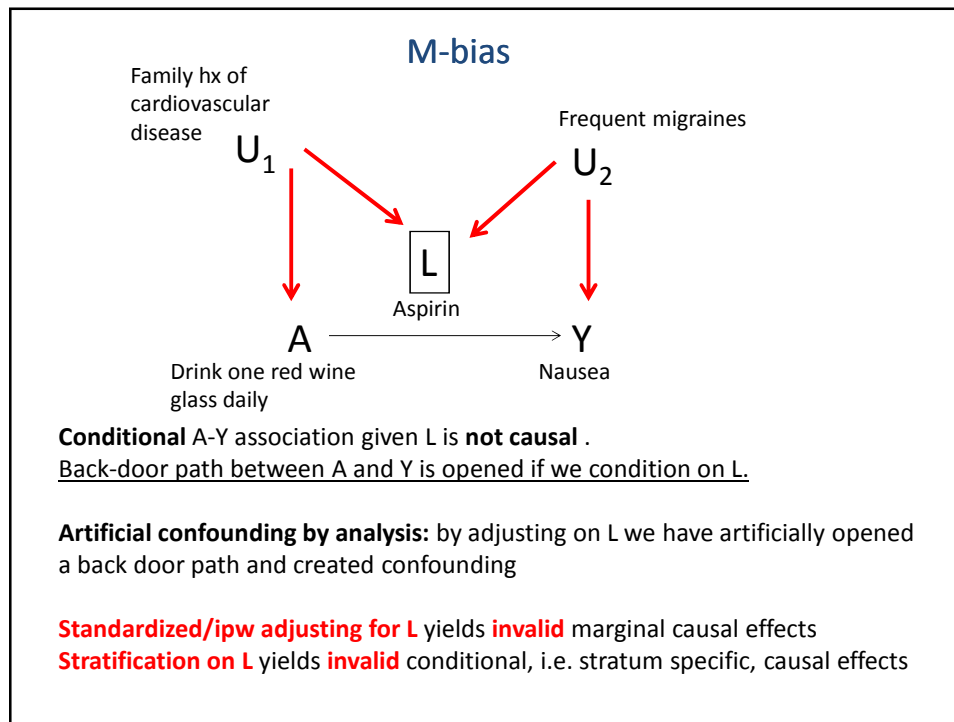 M-bias
Family hx of
cardiovascular
disease
Frequent migraines
U1
U2
L
Aspirin
A
Y
Drink one red wine
glass daily
Nausea
Conditional A-Y association given L is not causal .
Back-door path between A and Y is opened if we condition on L.
Artificial confounding by analysis: by adjusting on L we have artificially opened
a back door path and created confounding
Standardized/ipw adjusting for L yields invalid marginal causal effects
Stratification on L yields invalid conditional, i.e. stratum specific, causal effects